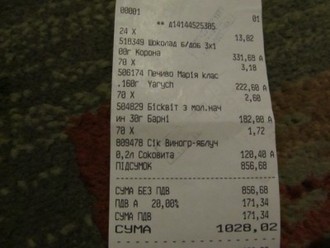 00001 01
** Д14144525305
24 X 13,82
518349 Шоколад б/доб 3х1
00г Корона 331,68 А
70 X 3,18
506174 Печиво Марія клас
.160г Yarych 222,60 А
70 X 2,60
504829 Бісквіт з мол.нач
ин 30г Барні 182,00 А
70 X 1,72
809478 Сік Виногр-яблуч
0,2л Соковита 120,40 А
ПІДСУМОК 856,68
СУМА БЕЗ ПДВ 856,68
ПДВ А 20,00% 171,34
СУМА ПДВ 171,34
СУМА 1028,02